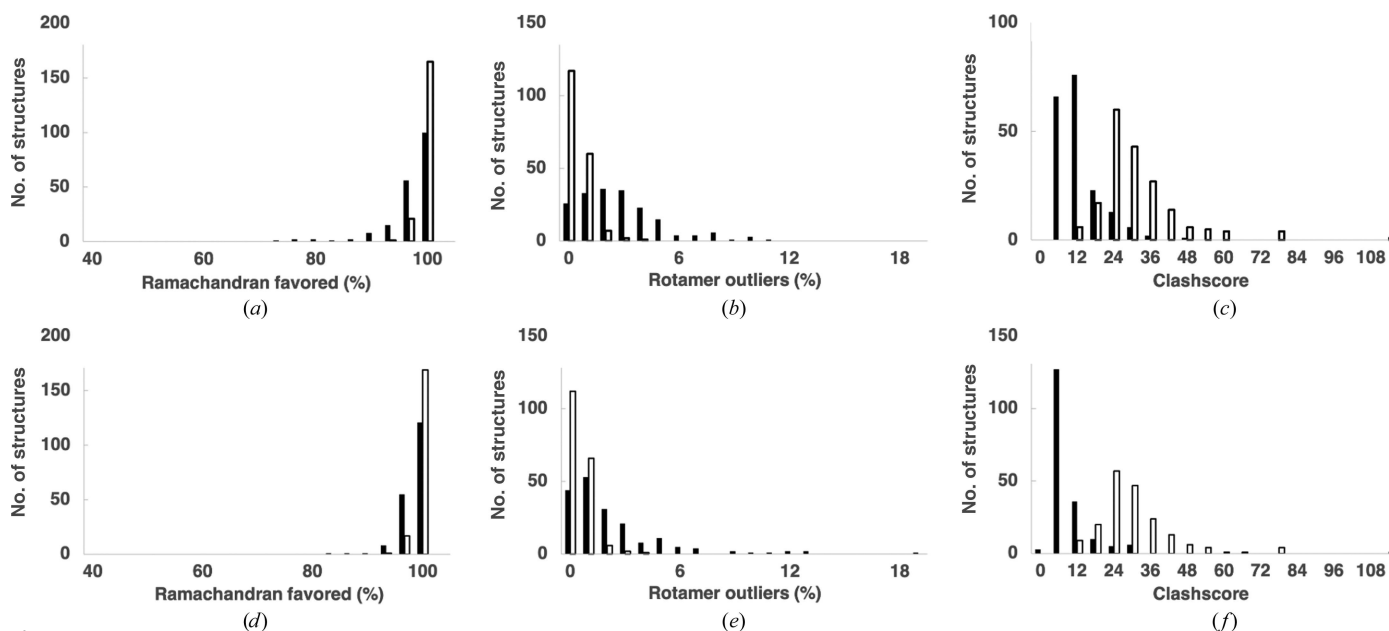 200
150
100
50
0
No. of structures
40 60 80 100
Ramachandran favored (%)
(a)
150
100
50
0
No. of structures
0 6 12 18
Rotamer outliers (%)
(b)
100
50
0
No. of structures
0 12 24 36 48 60 72 84 96 108
Clashscore
(c)
200
150
100
50
0
No. of structures
40 60 80 100
Ramachandran favored (%)
(d)
150
100
50
0
No. of structures
0 6 12 18
Rotamer outliers (%)
(e)
150
100
50
0
No. of structures
0 12 24 36 48 60 72 84 96 108
Clashscore
(f)